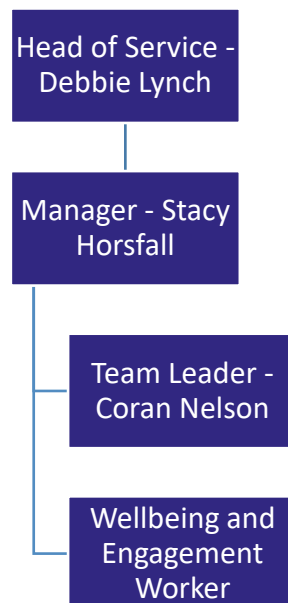 Head of Service -
Debbie Lynch
Manager - Stacy
Horsfall
Team Leader -
Coran Nelson
Wellbeing and
Engagement
Worker